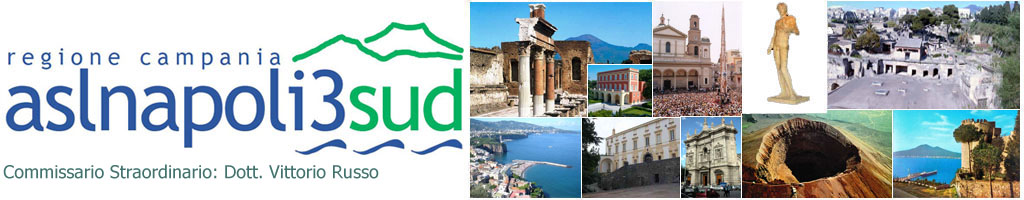 regione campania
aslnapoli3sud
Commissario Straordinario: Dott. Vittorio Russo